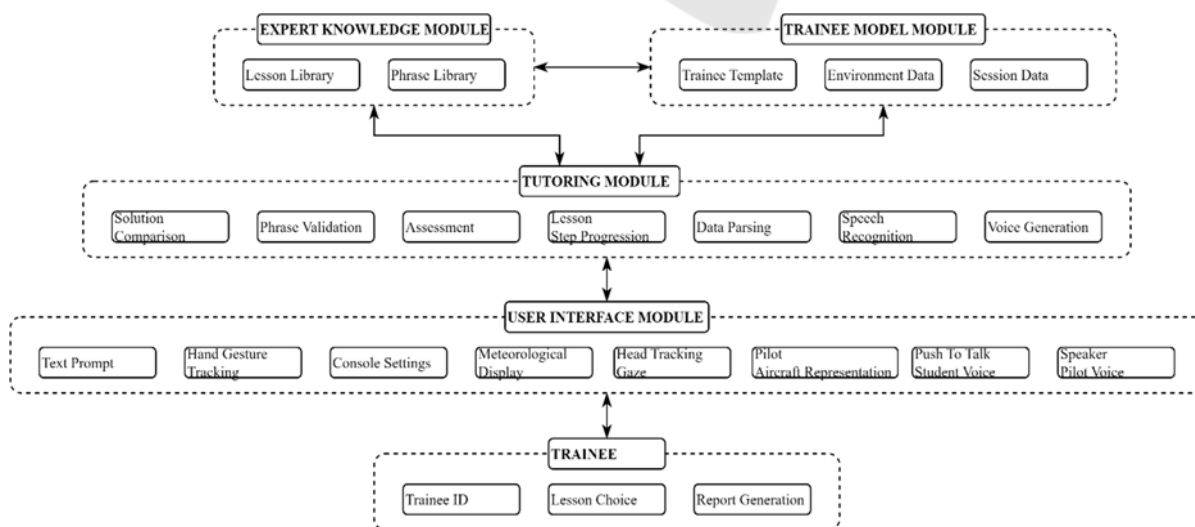 EXPERT KNOWLEDGE MODULE
Lesson Library
Phrase Library
TRAINEE MODEL MODULE
Trainee Template
Environment Data
Session Data
TUTORING MODULE
Solution
Comparison
Phrase Validation
Assessment
Lesson
Step Progression
Data Parsing
Speech
Recognition
Voice Generation
USER INTERFACE MODULE
Text Prompt
Hand Gesture
Tracking
Console Settings
Meteorological
Display
Head Tracking
Gaze
Pilot
Aircraft Representation
Push To Talk
Student Voice
Speaker
Pilot Voice
TRAINEE
Trainee ID
Lesson Choice
Report Generation